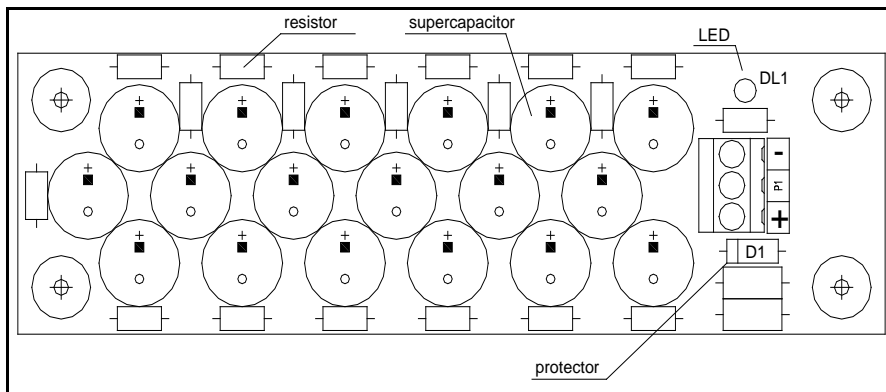 resistor
supercapacitor
LED
DL1
-
P1
+
D1
protector